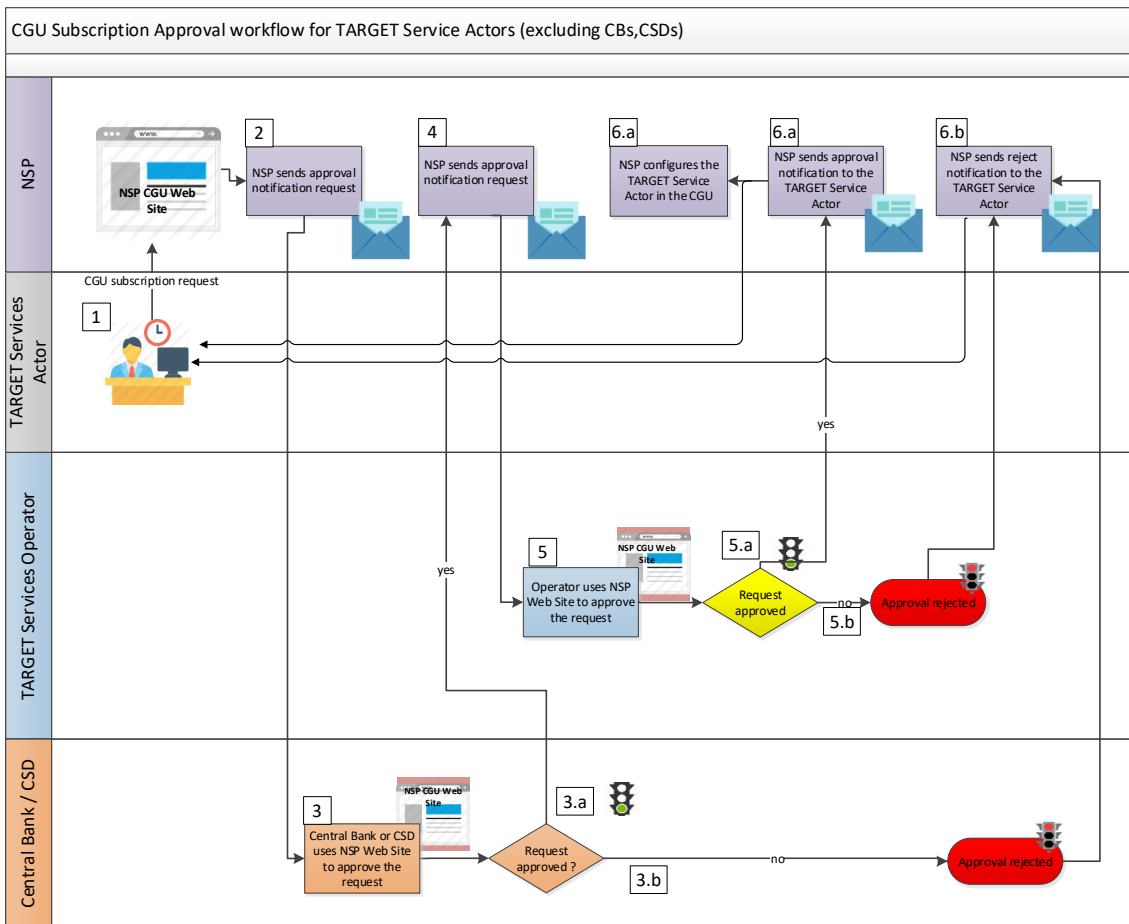 CGU Subscription Approval workflow for TARGET Service Actors (excluding CBs,CSDs)
NSP
www.
NSP CGU Web
Site
2
NSP sends approval
notification request
4
NSP sends approval
notification request
6.a
NSP configures the
TARGET Service
Actor in the CGU
6.a
NSP sends approval
notification to the
TARGET Service
Actor
6.b
NSP sends reject
notification to the
TARGET Service
Actor
TARGET Services
Actor
CGU subscription request
1
yes
TARGET Services Operator
yes
5
Operator uses NSP
Web Site to approve
the request
www.
NSP CGU Web
Site
5.a
Request
approved
no
5.b
Approval rejected
Central Bank / CSD
3
Central Bank or CSD
uses NSP Web Site
to approve the
request
NSP CGU Web
Site
3.a
Request
approved ?
no
3.b
Approval rejected